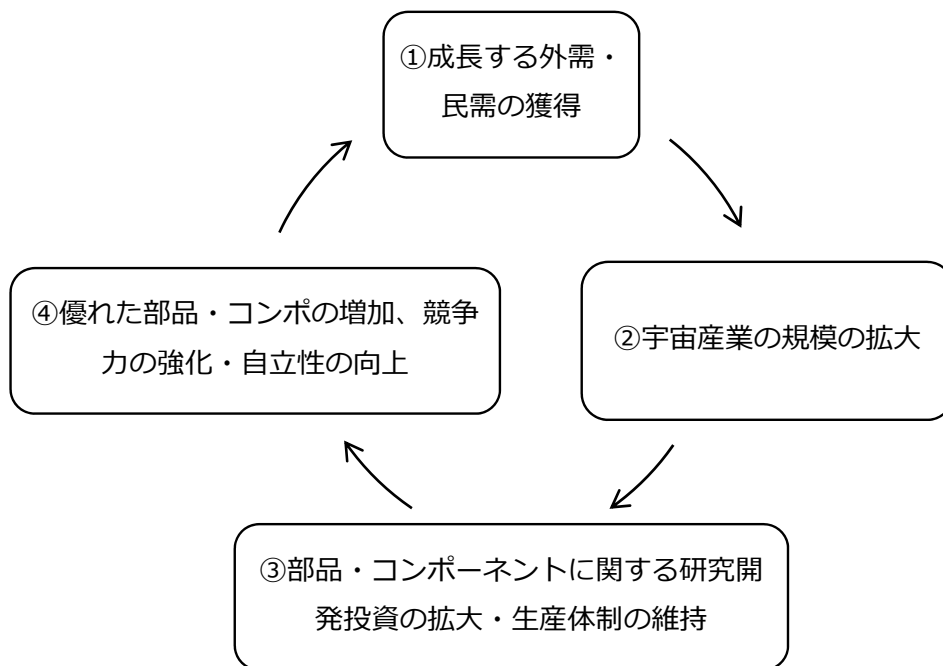 ①成長する外需・
民需の獲得
②宇宙産業の規模の拡大
③部品・コンポーネントに関する研究開
発投資の拡大・生産体制の維持
④優れた部品・コンポの増加、競争
力の強化・自立性の向上